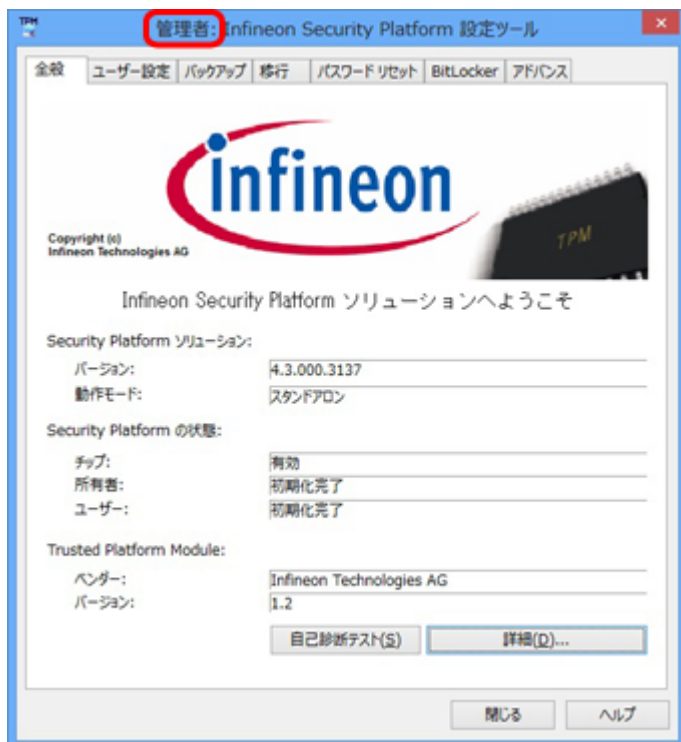 TPM
管理者: Infineon Security Platform 設定ツール
全般 ユーザー設定 バックアップ 移行 パスワード リセット BitLocker アドバンス
infineon
TPM
Copyright (c)
Infineon Technologies AG
Infineon Security Platform ソリューションへようこそ
Security Platform ソリューション:
バージョン: 4.3.000.3137
動作モード: スタンドアロン
Security Platform の状態:
チップ: 有効
所有者: 初期化完了
ユーザー: 初期化完了
Trusted Platform Module:
ベンダー: Infineon Technologies AG
バージョン: 1.2
自己診断テスト(S) 詳細(D)...
閉じる ヘルプ